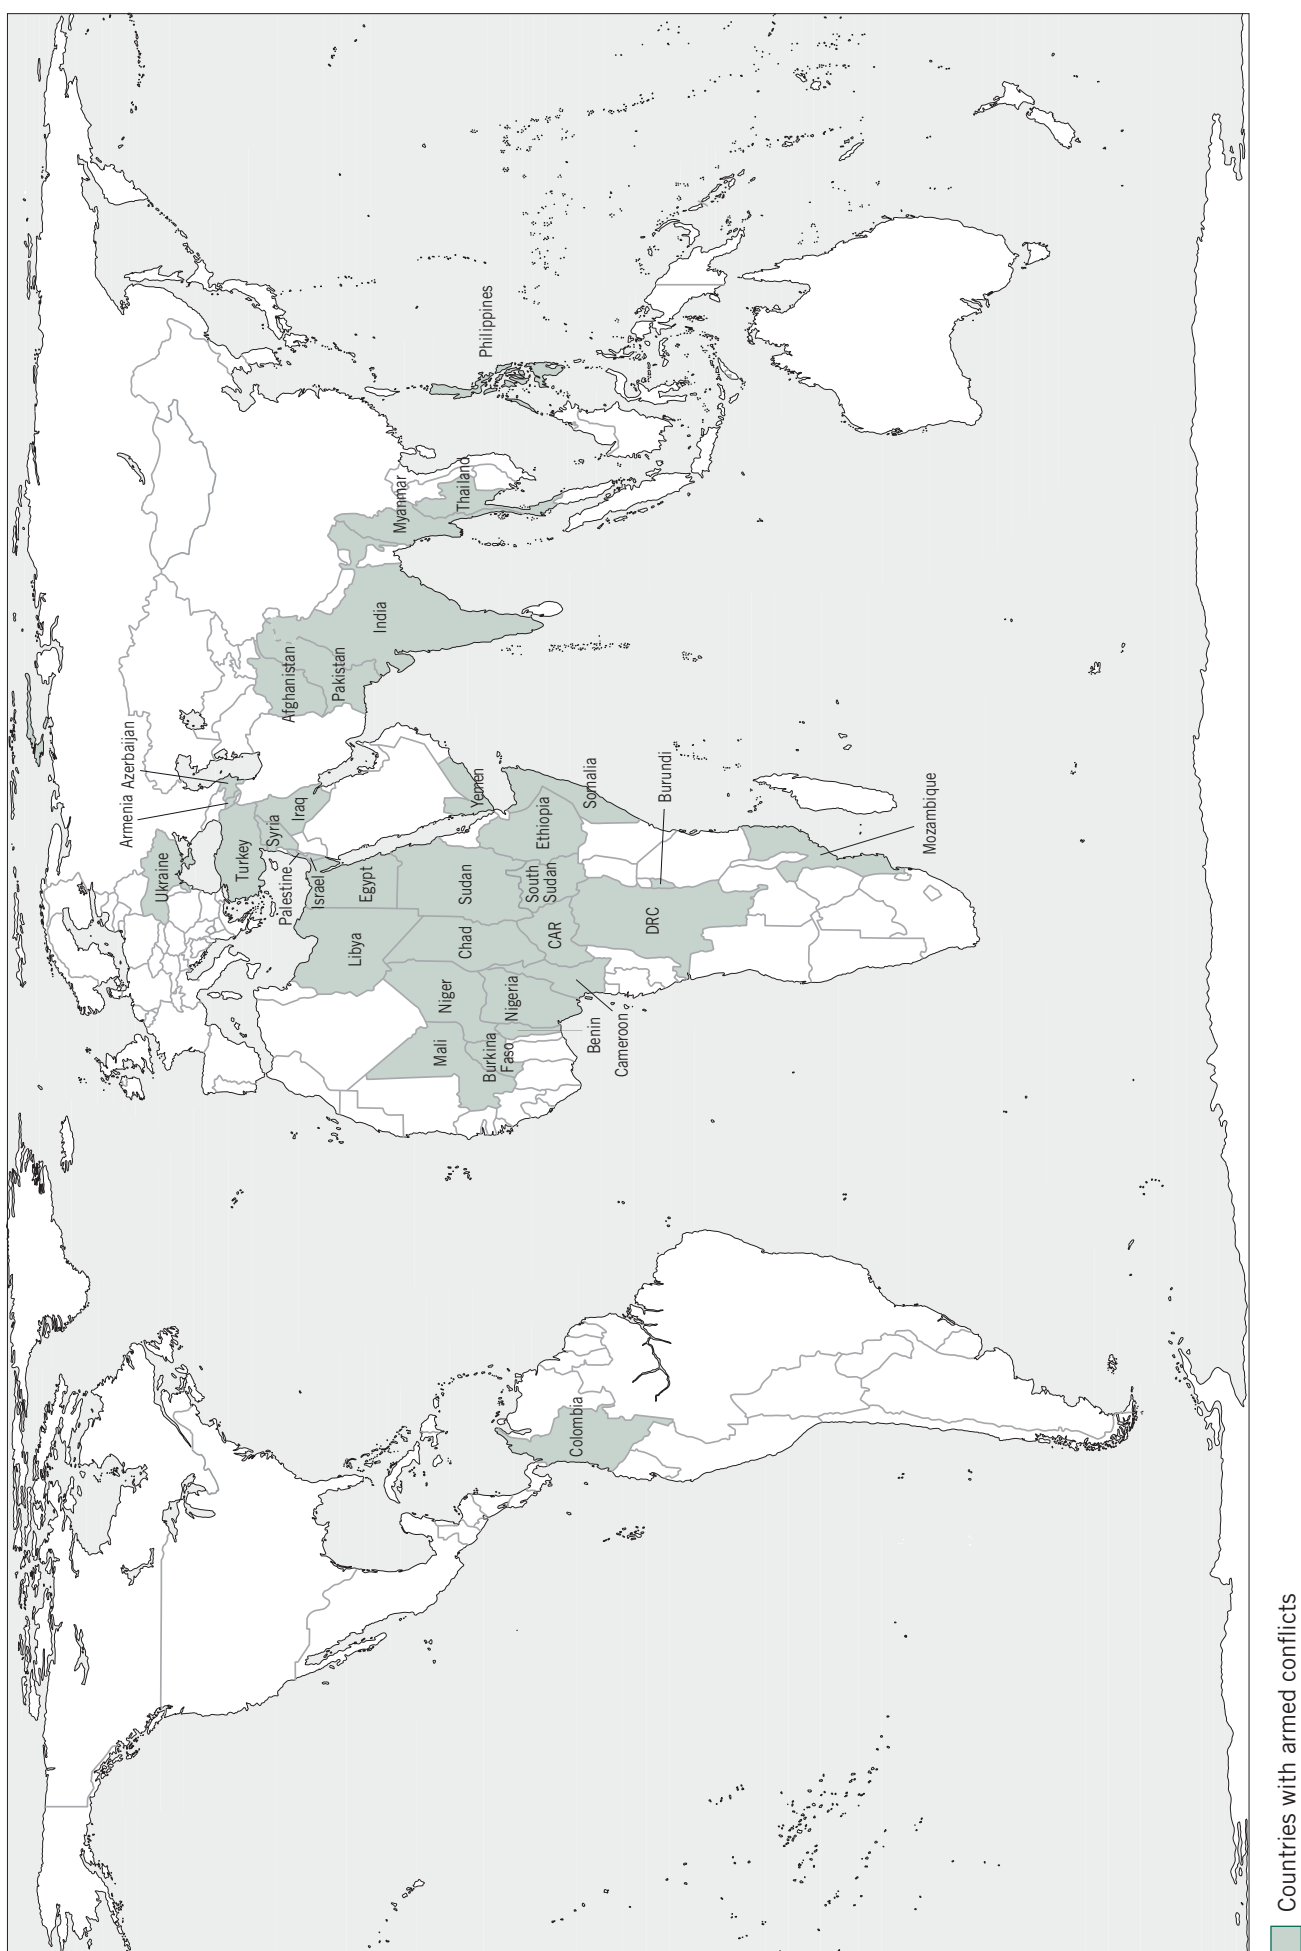 Colombia
Ukraine
Armenia
Azerbaijan
Turkey
Syria
Iraq
Palestine
Israel
Egypt
Libya
Afghanistan
Pakistan
India
Myanmar
Thailand
Philippines
Mali
Niger
Chad
Sudan
Yemen
Burkina
Faso
Nigeria
CAR
South
Sudan
Ethiopia
Somalia
Benin
Cameroon
DRC
Burundi
Mozambique
Countries with armed conflicts